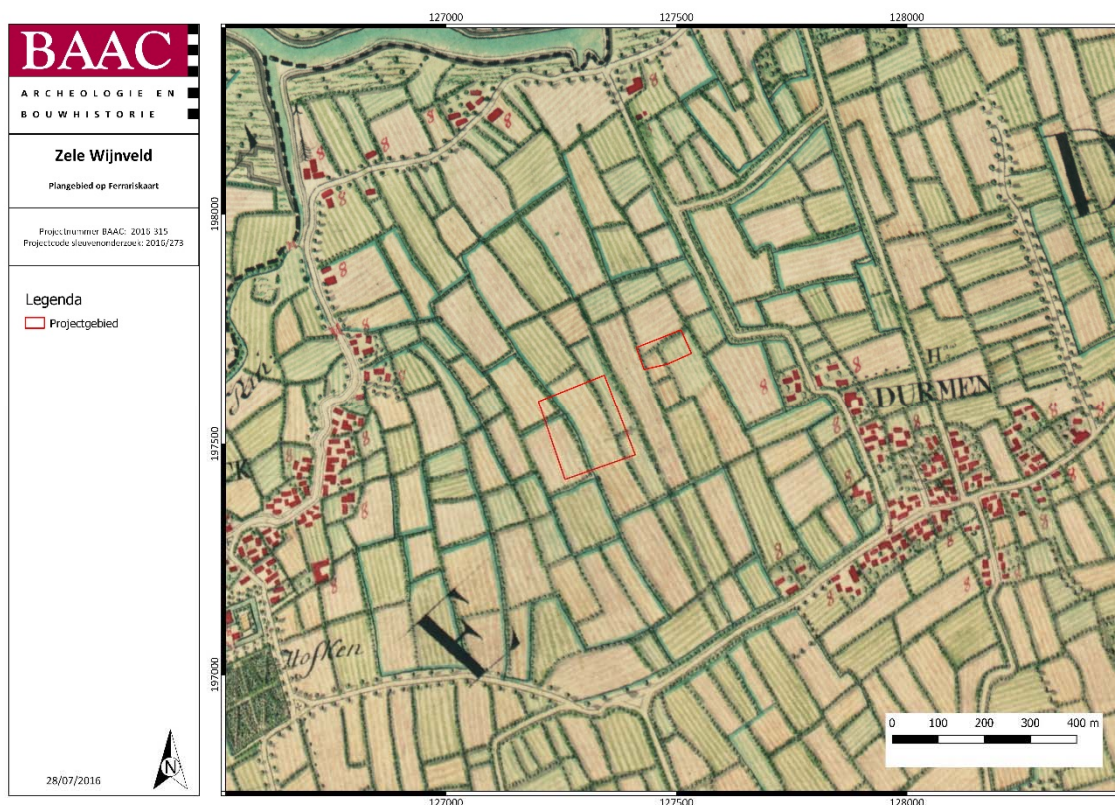 BAAC
ARCHEOLOGIE EN
BOUWHISTORIE
Zele Wijnveld
Plangebied op Ferrariskaart
Projectnummer BAAC: 2016-315
Projectcode sleuvenonderzoek: 2016/273
Legenda
Projectgebied
28/07/2016
N
127000
127500
128000
198000
197500
197000
H
DURMEN
E
Hofken
0 100 200 300 400 m
127000
127500
128000